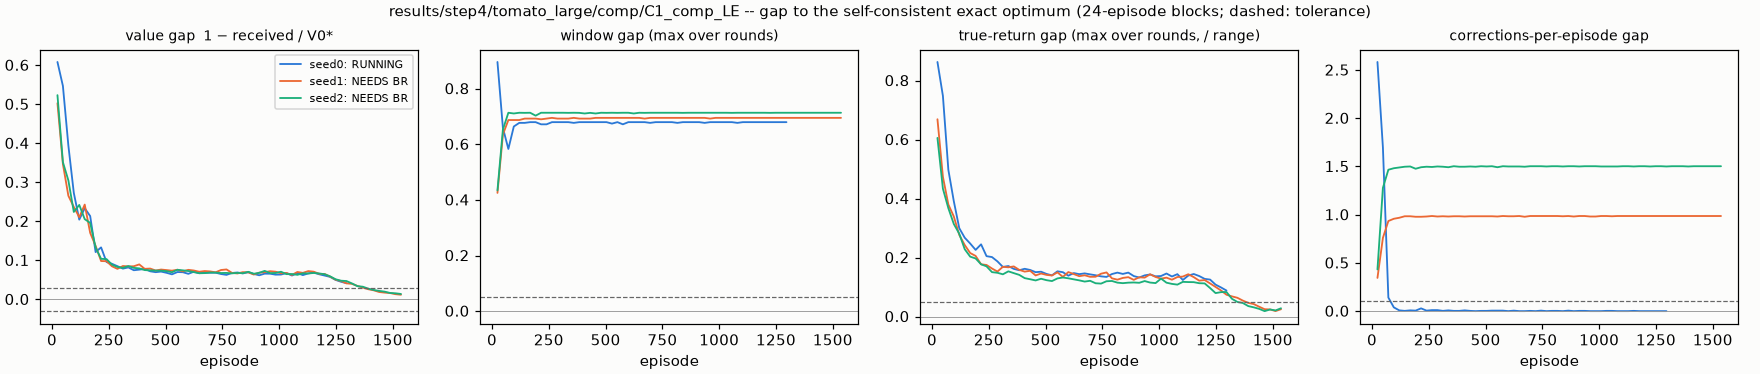 results/step4/tomato_large/comp/C1_comp_LE -- gap to the self-consistent exact optimum (24-episode blocks; dashed: tolerance)
value gap  1 − received / V0*
0.6
0.5
0.4
0.3
0.2
0.1
0.0
seed0: RUNNING
seed1: NEEDS BR
seed2: NEEDS BR
0 250 500 750 1000 1250 1500
episode
window gap (max over rounds)
0.8
0.6
0.4
0.2
0.0
0 250 500 750 1000 1250 1500
episode
true-return gap (max over rounds, / range)
0.8
0.6
0.4
0.2
0.0
0 250 500 750 1000 1250 1500
episode
corrections-per-episode gap
2.5
2.0
1.5
1.0
0.5
0.0
0 250 500 750 1000 1250 1500
episode